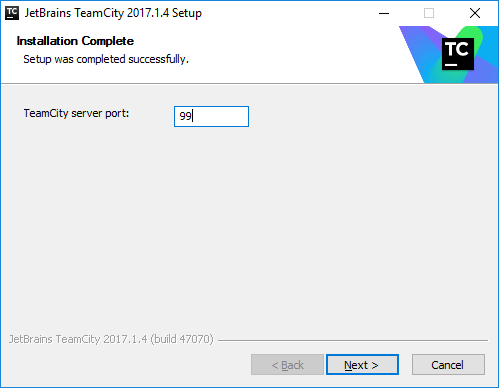 JetBrains TeamCity 2017.1.4 Setup
Installation Complete
Setup was completed successfully.
TC
TeamCity server port:
99
JetBrains TeamCity 2017.1.4 (build 47070)
< Back
Next >
Cancel